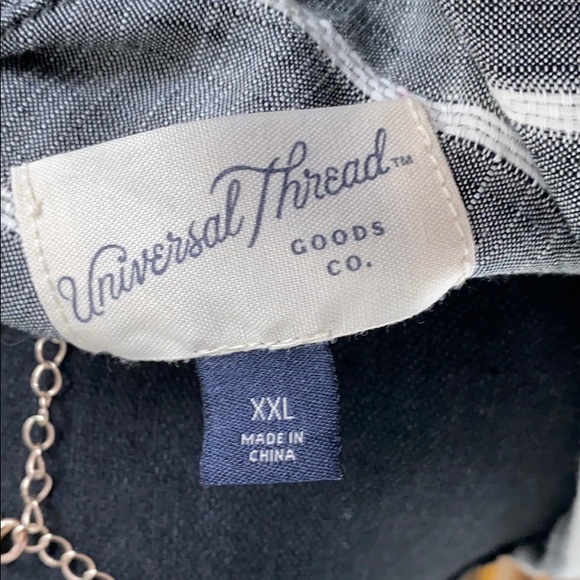 Universal Thread™
GOODS
CO.
XXL
MADE IN
CHINA